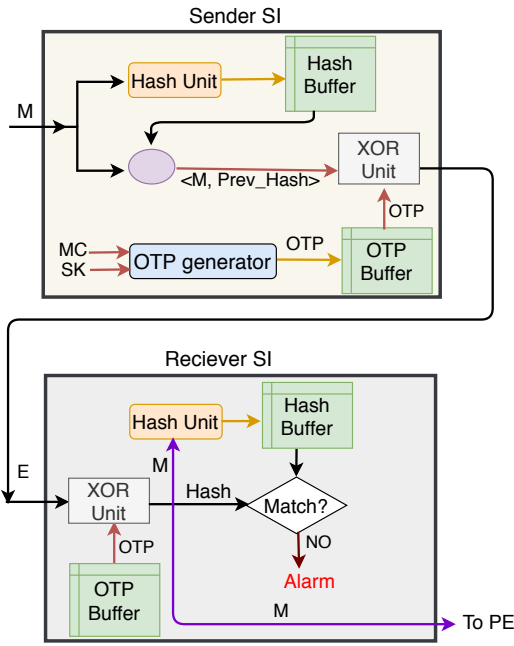 Sender SI
Hash
Buffer
Hash Unit
M
XOR
Unit
<M, Prev_Hash>
OTP
MC
SK
OTP generator
OTP
OTP
Buffer
Reciever SI
Hash Unit
Hash
Buffer
M
E
XOR
Unit
Hash
Match?
OTP
NO
OTP
Buffer
Alarm
M
To PE